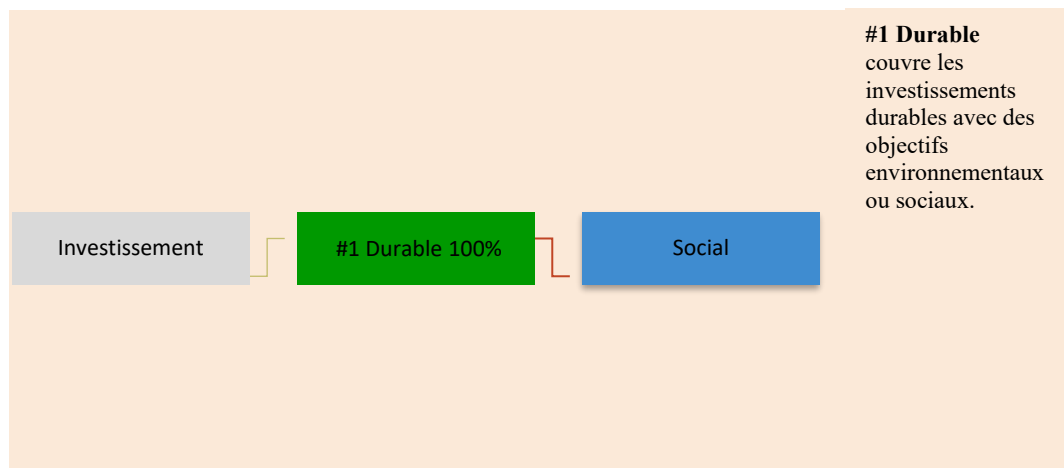 #1 Durable
couvre les
investissements
durables avec des
objectifs
environnementaux
ou sociaux.
Investissement
#1 Durable 100%
Social